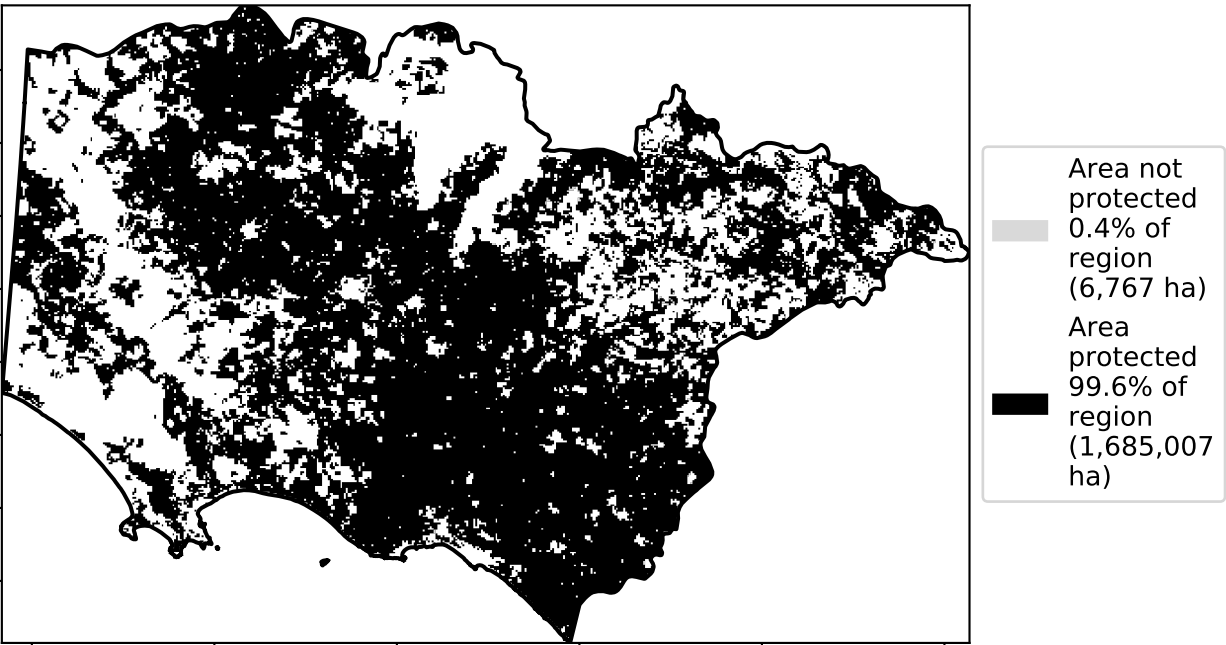 Area not
protected
0.4% of
region
(6,767 ha)
Area
protected
99.6% of
region
(1,685,007
ha)